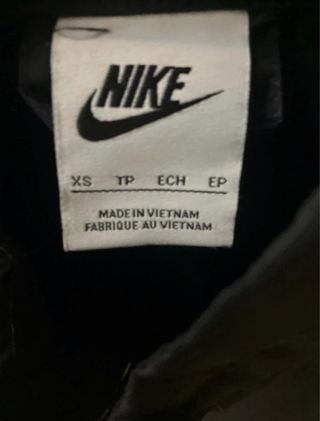 NIKE
XS TP ECH EP
MADE IN VIETNAM
FABRIQUE AU VIETNAM